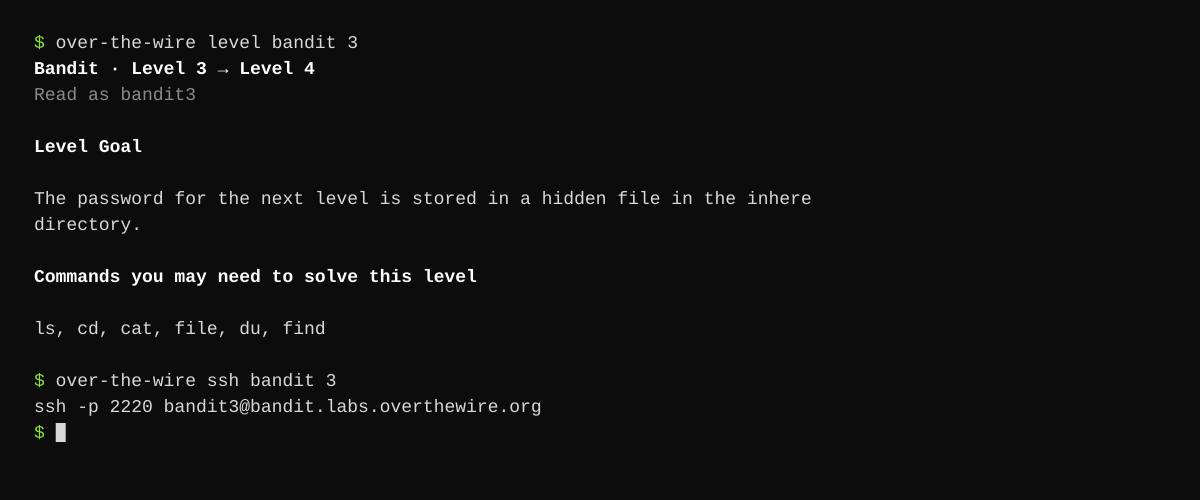 $ over-the-wire level bandit 3
Bandit · Level 3 → Level 4
Read as bandit3
Level Goal
The password for the next level is stored in a hidden file in the inhere
directory.
Commands you may need to solve this level
ls, cd, cat, file, du, find
$ over-the-wire ssh bandit 3
ssh -p 2220 bandit3@bandit.labs.overthewire.org
$